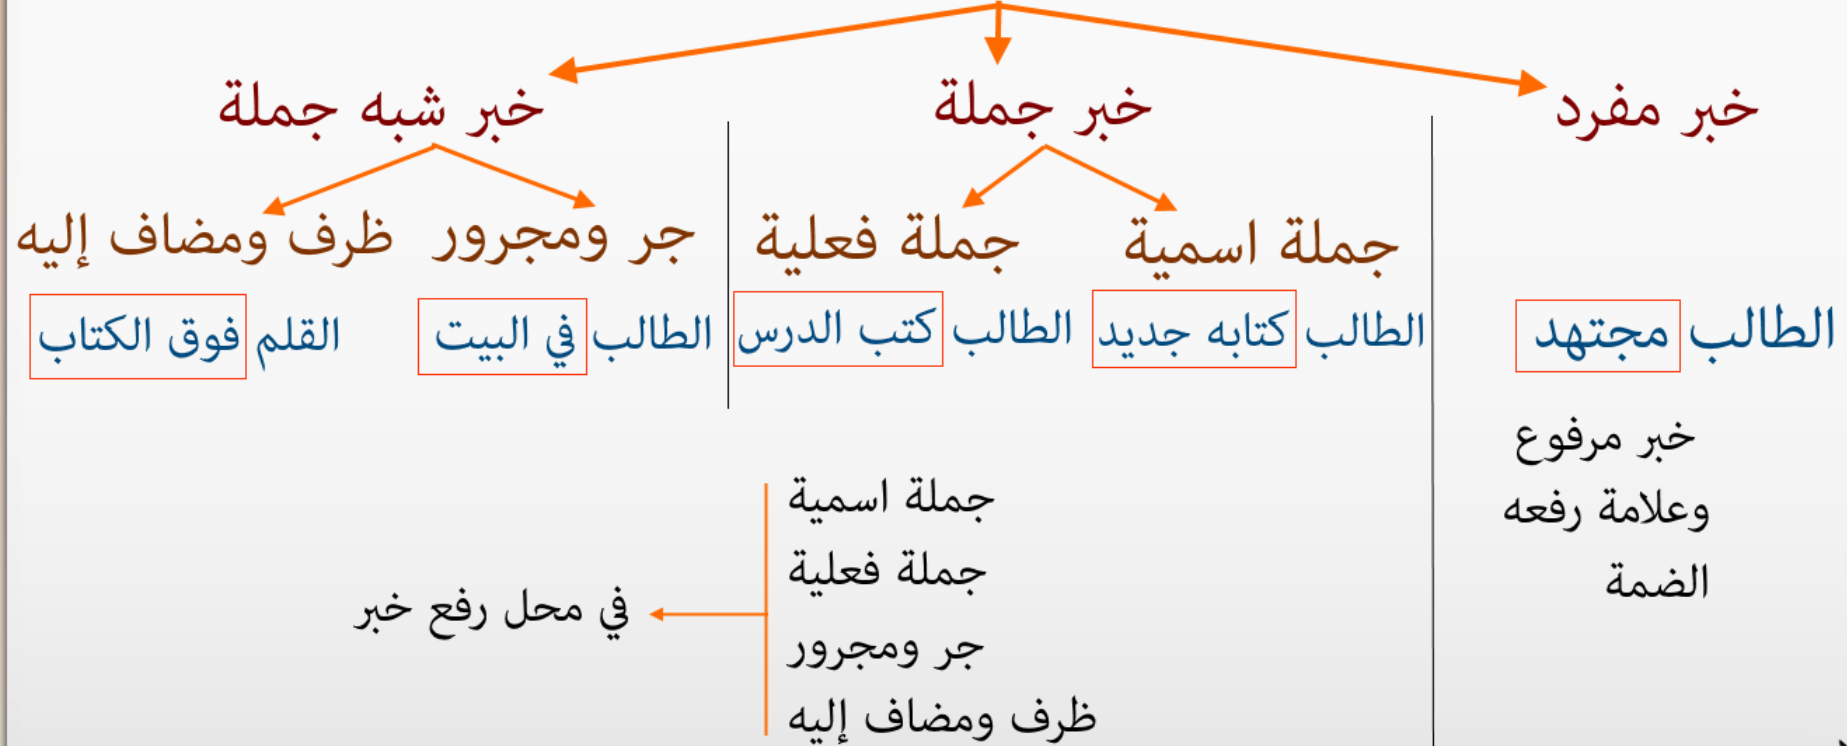 خبر مفرد
خبر جملة
خبر شبه جملة
جملة اسمية
جملة فعلية
جر ومجرور
ظرف ومضاف إليه
الطالب مجتهد
الطالب كتابه جديد
الطالب كتب الدرس
الطالب في البيت
القلم فوق الكتاب
خبر مرفوع
وعلامة رفعه
الضمة
جملة اسمية
جملة فعلية
جر ومجرور
ظرف ومضاف إليه
في محل رفع خبر